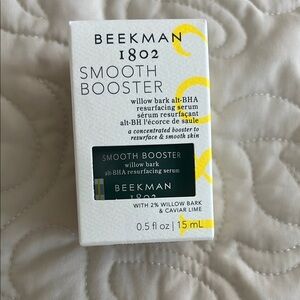 BEEKMAN
1802
SMOOTH
BOOSTER
willow bark alt-BHA
resurfacing serum
sérum resurfaçant
alt-BH l'écorce de saule
a concentrated booster to
resurface & smooth skin
SMOOTH BOOSTER
willow bark
alt-BHA resurfacing serum
BEEKMAN
1802
WITH 2% WILLOW BARK
& CAVIAR LIME
0.5 fl oz | 15 mL